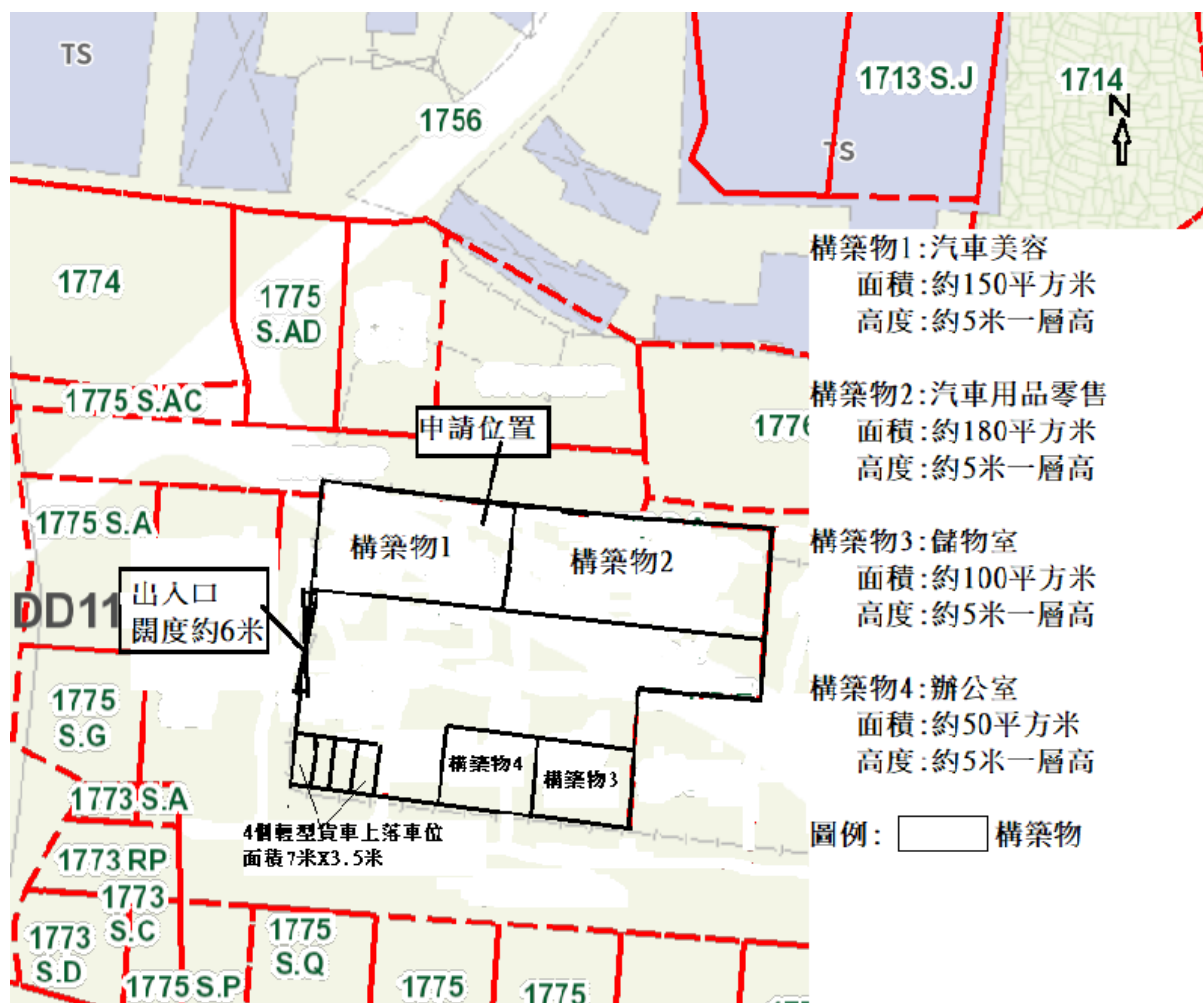 TS
1713 S.J
1714
N
TS
1756
1774
1775
S.AD
1775 S.AC
申請位置
1776
1775 S.A
出入口
闊度約6米
DD11
構築物1
構築物2
1775
S.G
構築物4
構築物3
1773 S.A
4個輕型貨車上落車位
面積7米X3.5米
1773 RP
1773
S.C
1773
S.D
1775
S.Q
1775 S.P
1775
1775
構築物1:汽車美容
面積:約150平方米
高度:約5米一層高
構築物2:汽車用品零售
面積:約180平方米
高度:約5米一層高
構築物3:儲物室
面積:約100平方米
高度:約5米一層高
構築物4:辦公室
面積:約50平方米
高度:約5米一層高
圖例: 構築物